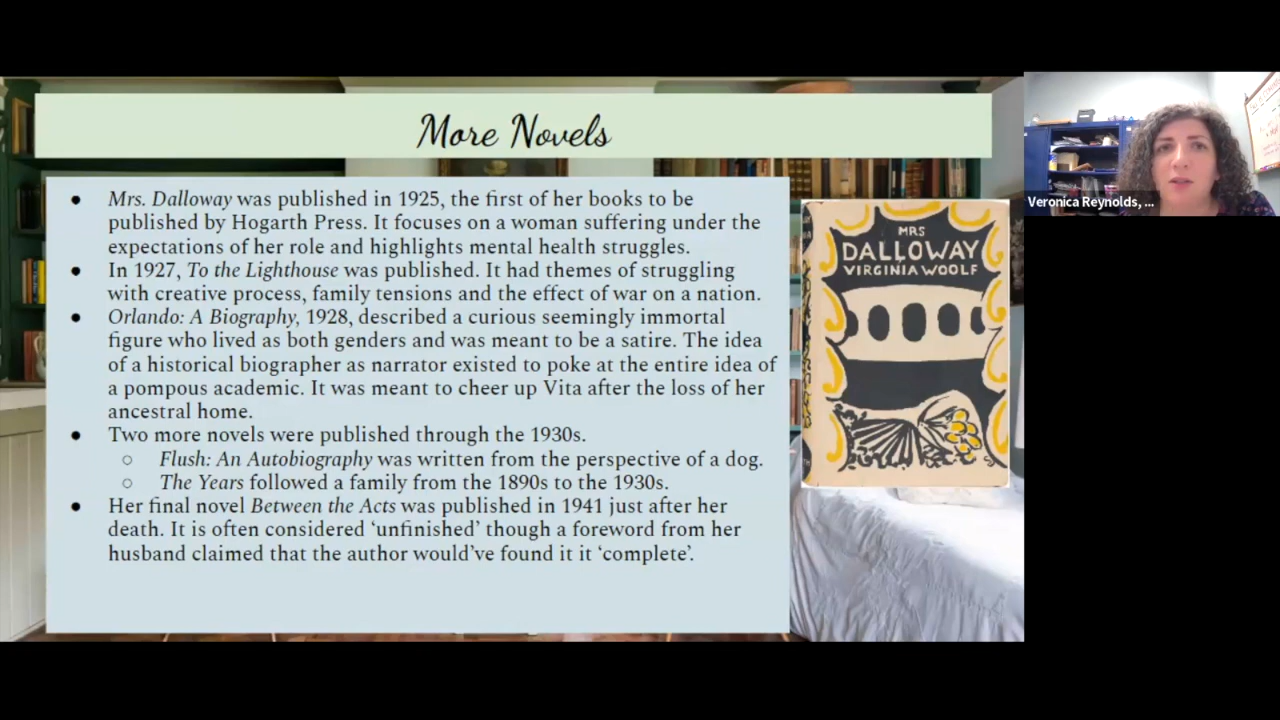 More Novels
● Mrs. Dalloway was published in 1925, the first of her books to be
published by Hogarth Press. It focuses on a woman suffering under the
expectations of her role and highlights mental health struggles.
● In 1927, To the Lighthouse was published. It had themes of struggling
with creative process, family tensions and the effect of war on a nation.
● Orlando: A Biography, 1928, described a curious seemingly immortal
figure who lived as both genders and was meant to be a satire. The idea
of a historical biographer as narrator existed to poke at the entire idea of
a pompous academic. It was meant to cheer up Vita after the loss of her
ancestral home.
● Two more novels were published through the 1930s.
○ Flush: An Autobiography was written from the perspective of a dog.
○ The Years followed a family from the 1890s to the 1930s.
● Her final novel Between the Acts was published in 1941 just after her
death. It is often considered ‘unfinished’ though a foreword from her
husband claimed that the author would’ve found it it ‘complete’.
MRS
DALLOWAY
VIRGINIA WOOLF
Veronica Reynolds, ...